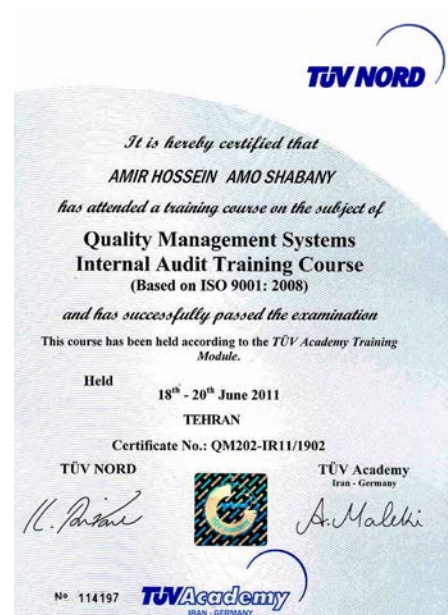 TÜV NORD
It is hereby certified that
AMIR HOSSEIN AMO SHABANY
has attended a training course on the subject of
Quality Management Systems
Internal Audit Training Course
(Based on ISO 9001: 2008)
and has successfully passed the examination
This course has been held according to the TÜV Academy Training
Module.
Held
18th - 20th June 2011
TEHRAN
Certificate No.: QM202-IR11/1902
TÜV NORD TÜV Academy
Iran - Germany
A. Maleki
TÜV Academy
Nº 114197 TÜVAcademy
IRAN - GERMANY